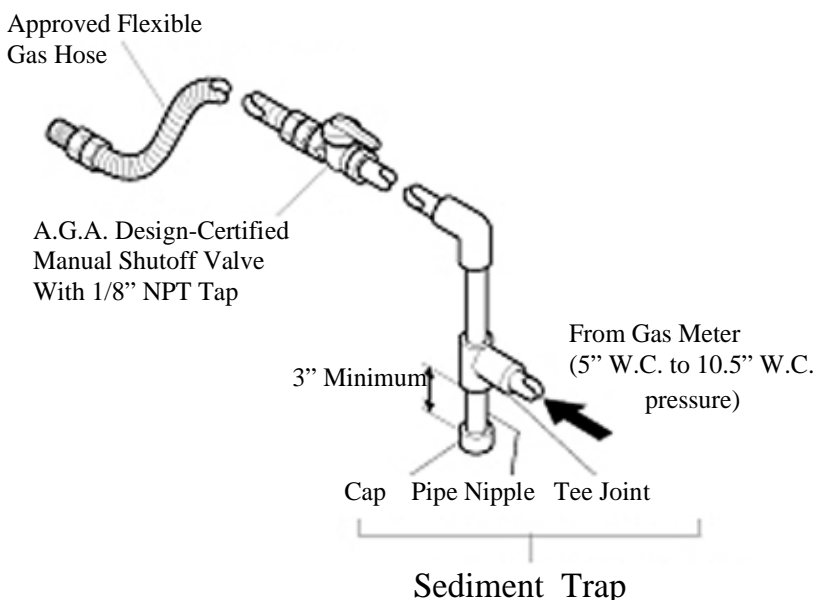 Approved Flexible
Gas Hose
A.G.A. Design-Certified
Manual Shutoff Valve
With 1/8” NPT Tap
From Gas Meter
(5” W.C. to 10.5” W.C.
pressure)
3” Minimum
Cap Pipe Nipple Tee Joint
Sediment Trap